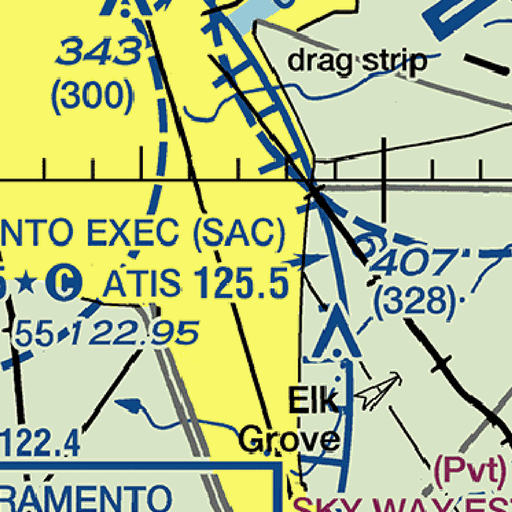 343
(300)
drag strip
NTO EXEC (SAC)
5 ★ C ATIS 125.5
407
(328)
55 122.95
Elk
Grove
122.4
RAMENTO
(Pvt)
SKY WAY EST